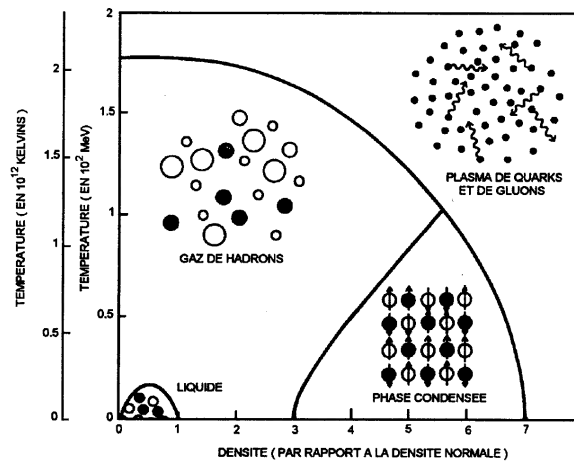 TEMPERATURE ( EN 10^12 KELVINS )
2
1.5
1
0.5
0
TEMPERATURE ( EN 10^2 MeV )
2
1.5
1
0.5
0
PLASMA DE QUARKS
ET DE GLUONS
GAZ DE HADRONS
LIQUIDE
PHASE CONDENSEE
0 1 2 3 4 5 6 7
DENSITE ( PAR RAPPORT A LA DENSITE NORMALE )